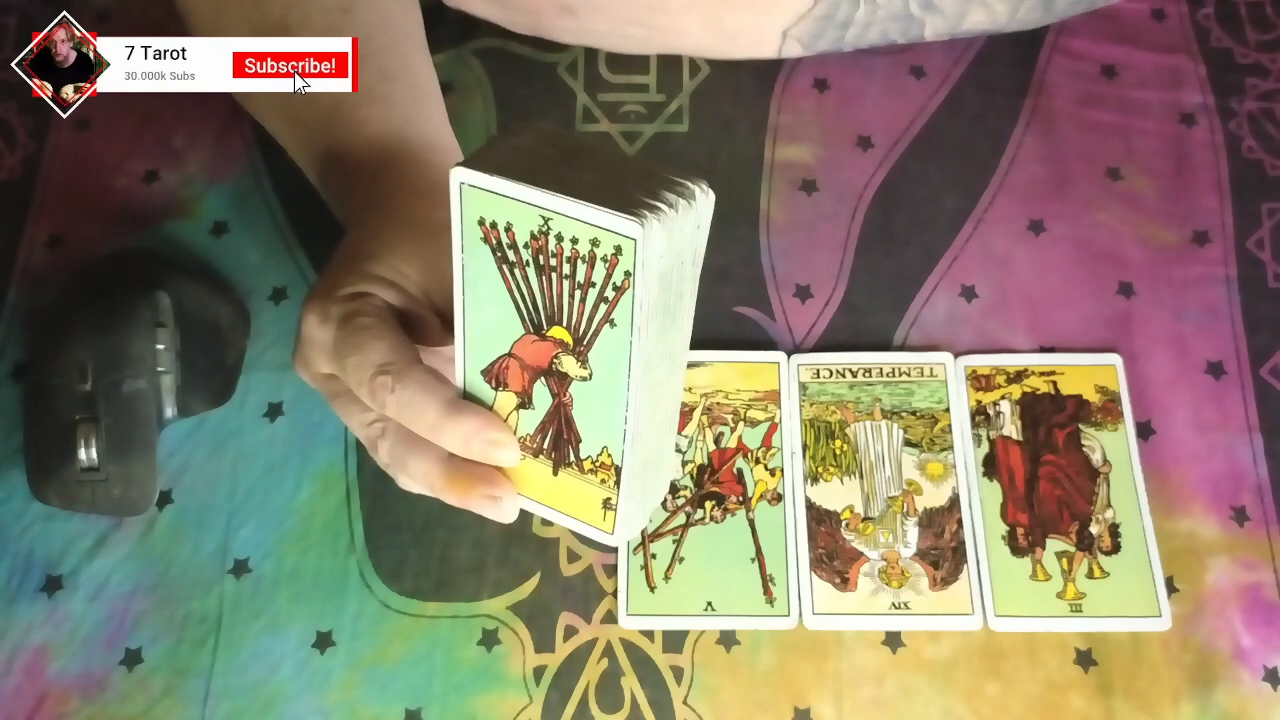 7 Tarot
30.000k Subs
Subscribe!
X
TEMPERANCE.
V
XIV
III